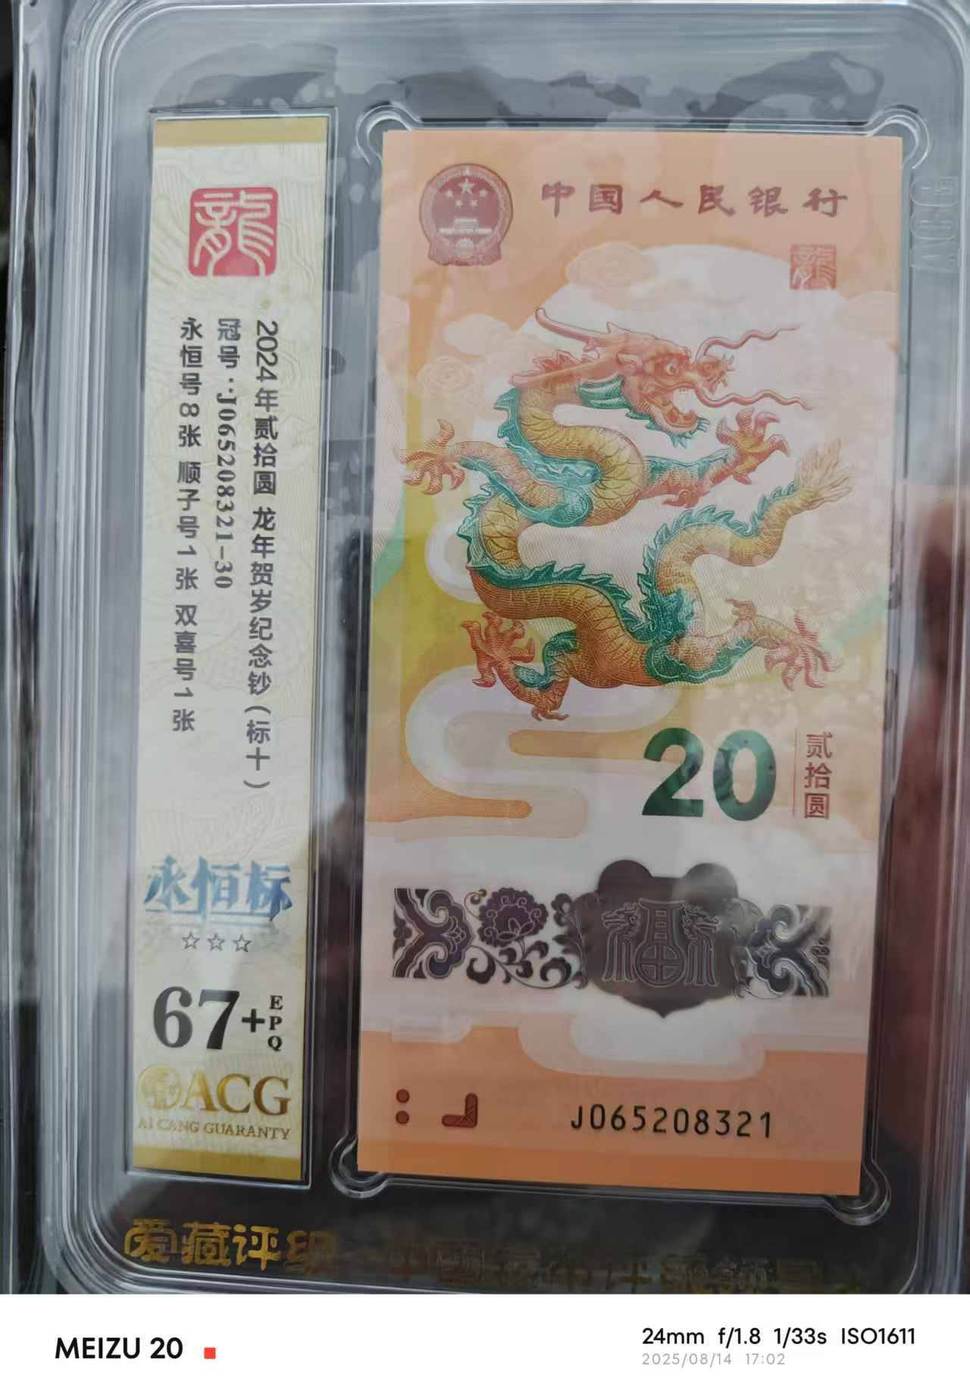 龍
2024年贰拾圆 龙年贺岁纪念钞（标十）
冠号：J065208321-30
永恒号8张 顺子号1张 双喜号1张
永恒标
☆☆☆
67+EPQ
ACG
AI CANG GUARANTY
中国人民银行
龍
20
贰拾圆
福
J065208321
爱藏评级
MEIZU 20
24mm f/1.8 1/33s ISO1611
2025/08/14 17:02